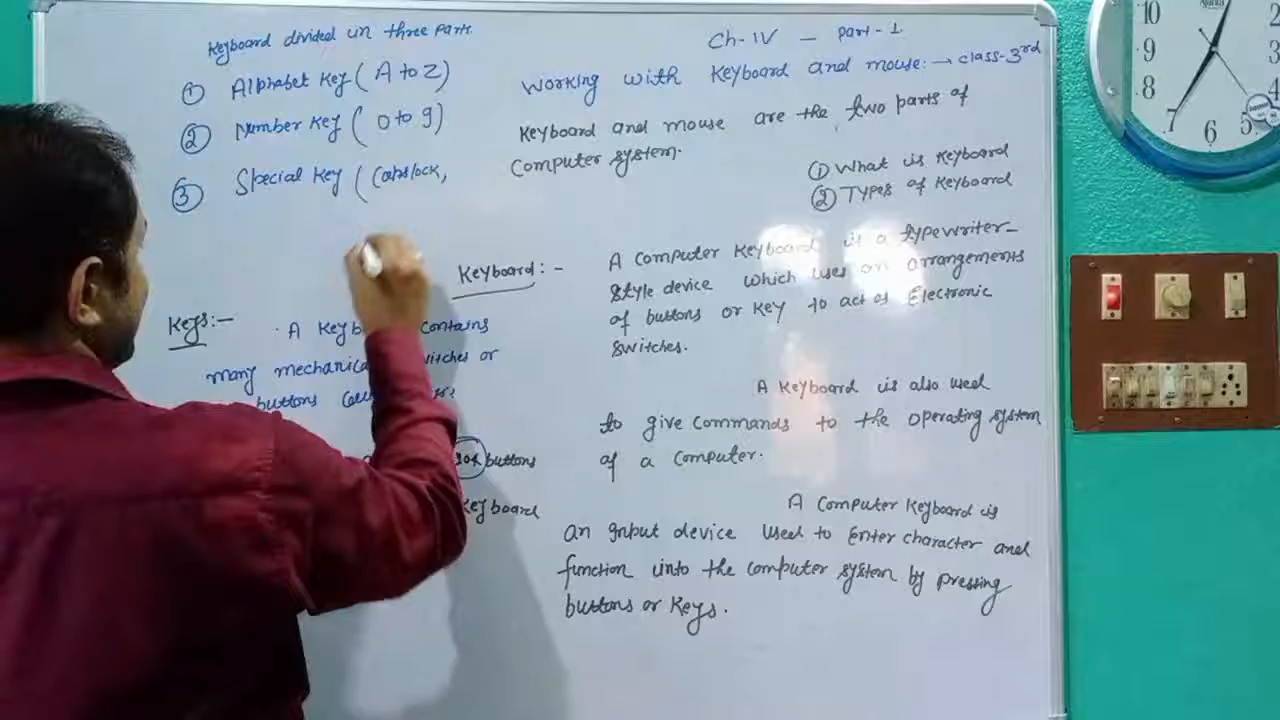 Keyboard divided in three parts.
① Alphabet Key ( A to Z )
② Number Key ( 0 to 9 )
③ Special Key ( Capslock,
Keys:-
. A Key contains
many mechanical or
buttons
104 buttons
Keyboard
Ch-IV - Part-1
Working with Keyboard and mouse:→ class-3rd
Keyboard and mouse are the two parts of
Computer system.
① What is Keyboard
② Types of Keyboard
Keyboard:-
A Computer Keyboard is a typewriter-
style device which uses an arrangements
of buttons or Key to act as Electronic
switches.
A Keyboard is also used
to give commands to the operating system
of a Computer.
A Computer Keyboard is
an input device used to Enter character and
function into the computer system by pressing
buttons or Keys.
10
9
8
7
6
5
4
3
2